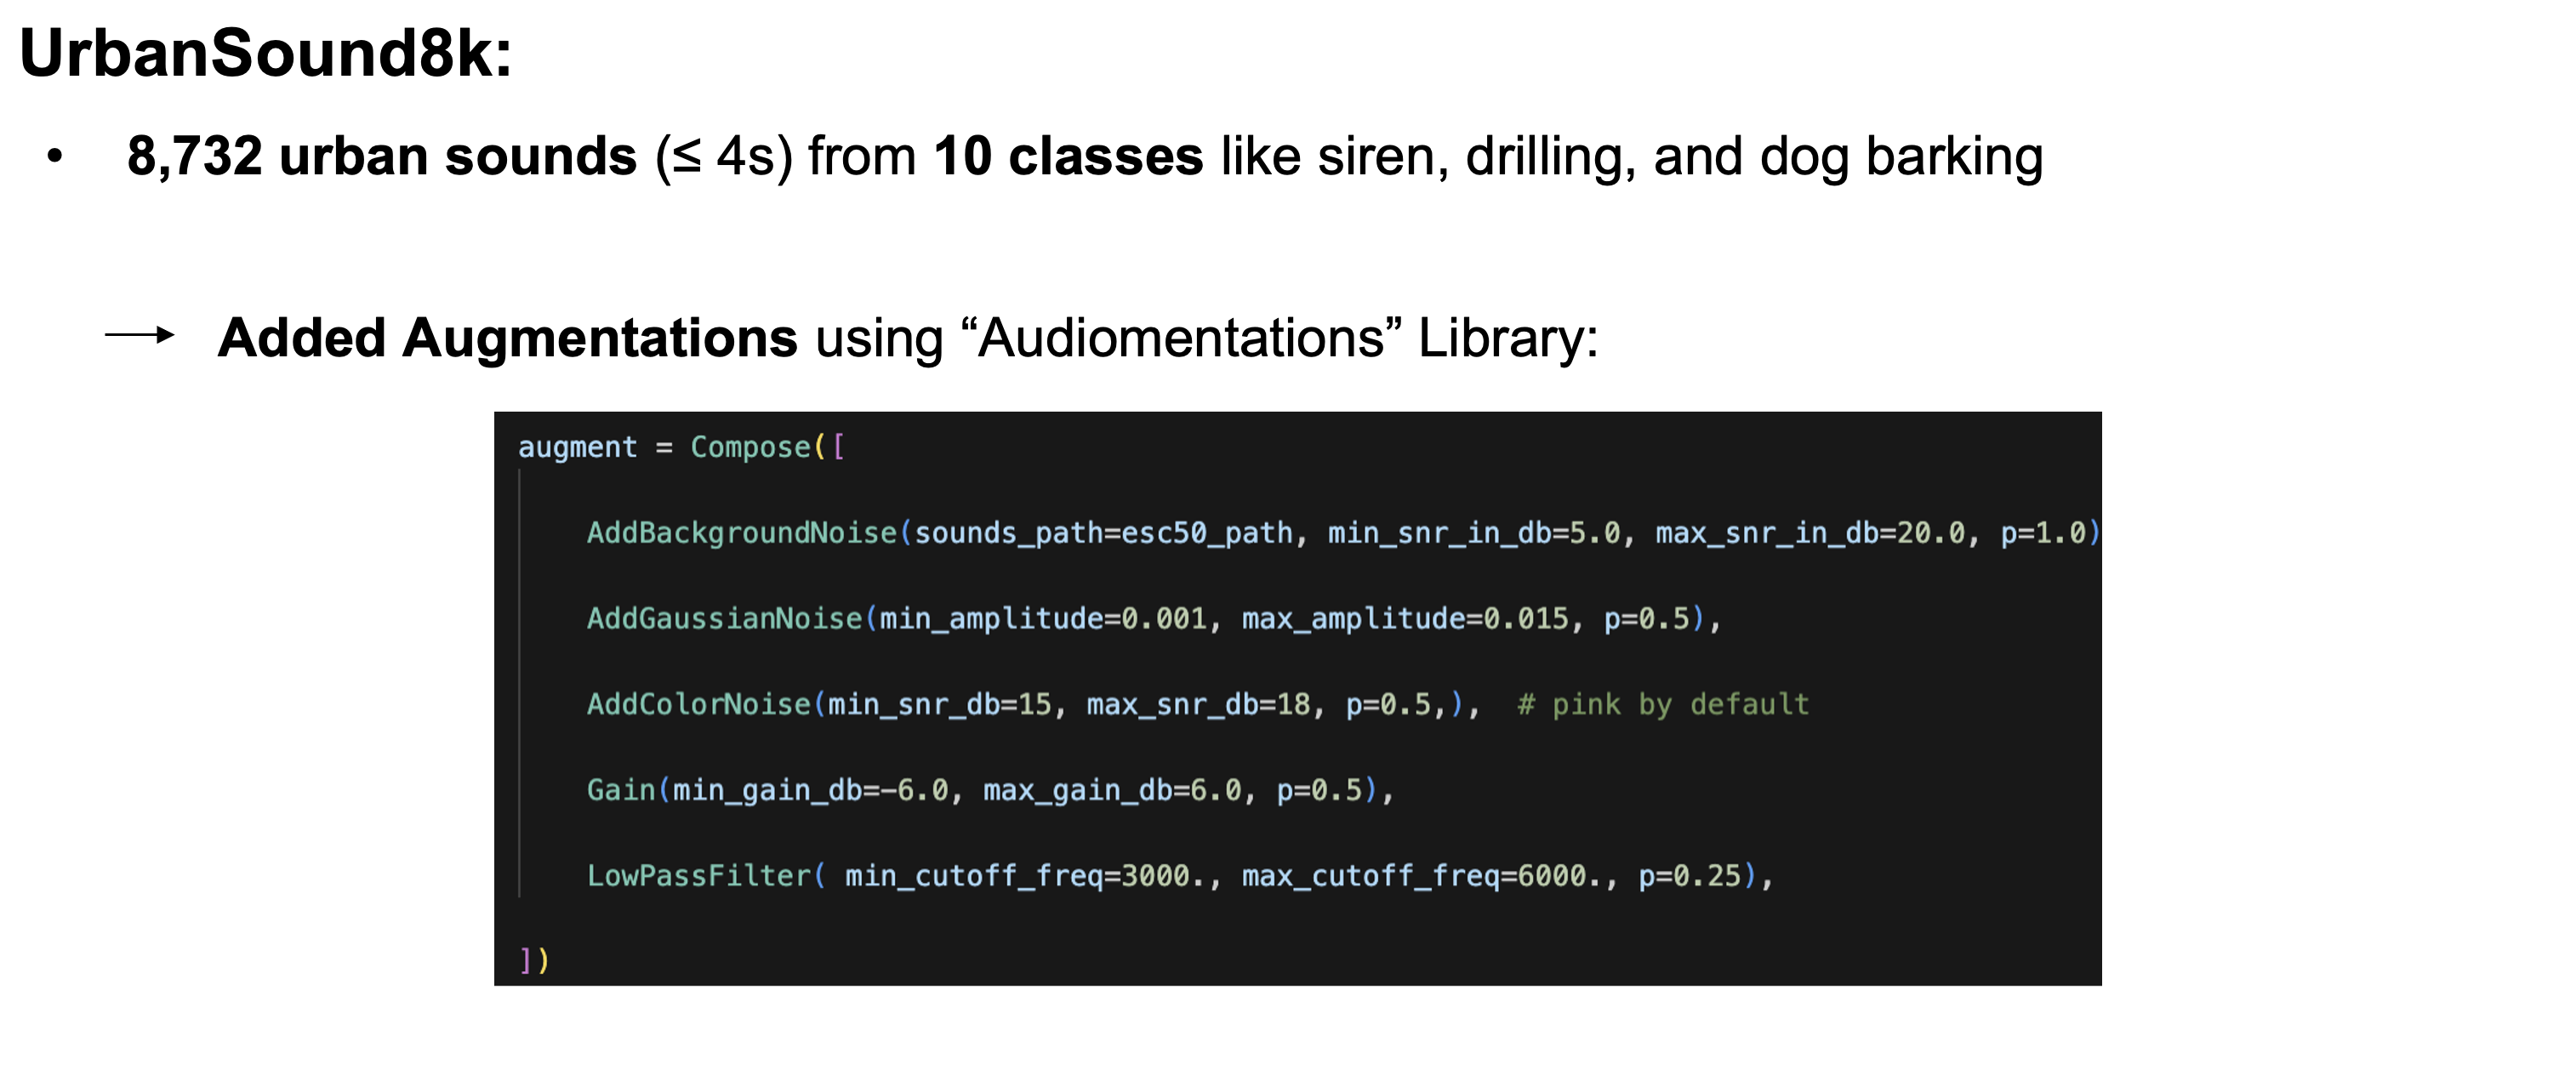 UrbanSound8k:
• 8,732 urban sounds (≤ 4s) from 10 classes like siren, drilling, and dog barking
Added Augmentations using “Audiomentations” Library:
augment = Compose([
AddBackgroundNoise(sounds_path=esc50_path, min_snr_in_db=5.0, max_snr_in_db=20.0, p=1.0)
AddGaussianNoise(min_amplitude=0.001, max_amplitude=0.015, p=0.5),
AddColorNoise(min_snr_db=15, max_snr_db=18, p=0.5,),  # pink by default
Gain(min_gain_db=-6.0, max_gain_db=6.0, p=0.5),
LowPassFilter( min_cutoff_freq=3000., max_cutoff_freq=6000., p=0.25),
])